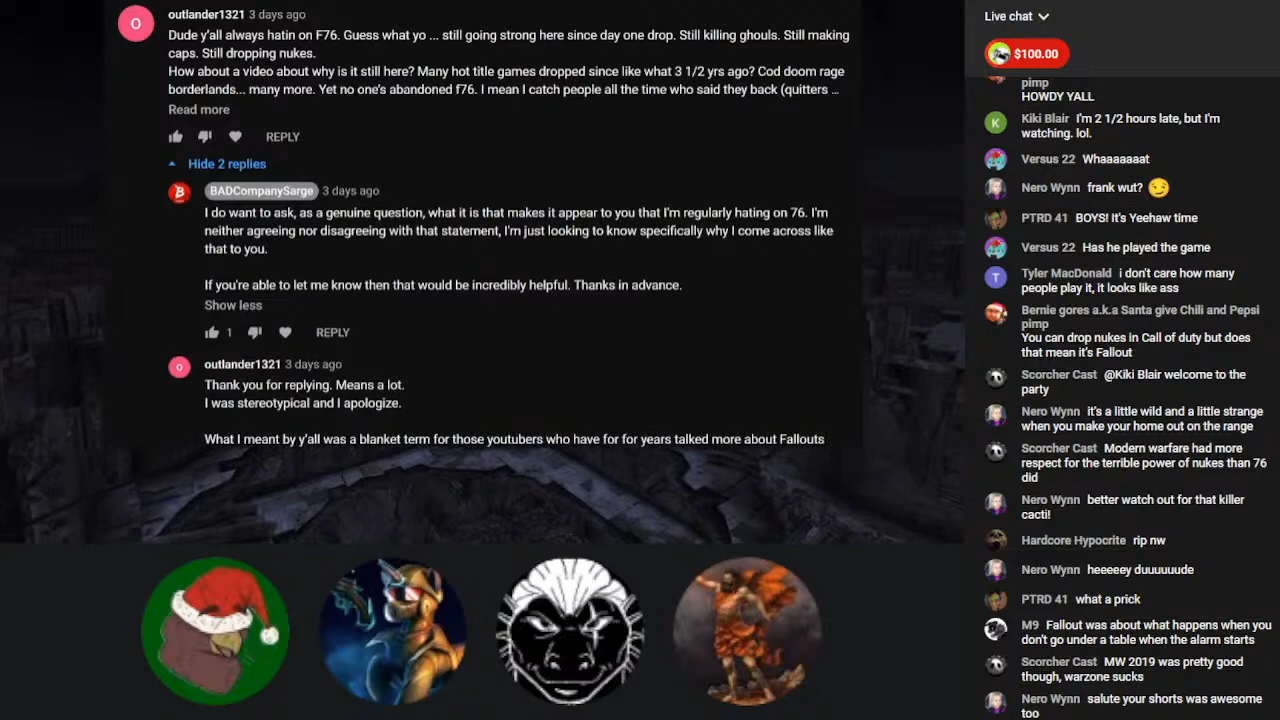 outlander1321 3 days ago
Dude y'all always hatin on F76. Guess what yo ... still going strong here since day one drop. Still killing ghouls. Still making
caps. Still dropping nukes.
How about a video about why is it still here? Many hot title games dropped since like what 3 1/2 yrs ago? Cod doom rage
borderlands... many more. Yet no one's abandoned f76. I mean I catch people all the time who said they back (quitters ...
Read more
REPLY
Hide 2 replies
BADCompanySarge 3 days ago
I do want to ask, as a genuine question, what it is that makes it appear to you that I'm regularly hating on 76. I'm
neither agreeing nor disagreeing with that statement, I'm just looking to know specifically why I come across like
that to you.
If you're able to let me know then that would be incredibly helpful. Thanks in advance.
Show less
1 REPLY
outlander1321 3 days ago
Thank you for replying. Means a lot.
I was stereotypical and I apologize.
What I meant by y'all was a blanket term for those youtubers who have for for years talked more about Fallouts
Live chat
$100.00
pimp
HOWDY YALL
Kiki Blair I'm 2 1/2 hours late, but I'm
watching. lol.
Versus 22 Whaaaaaaat
Nero Wynn frank wut? 😏
PTRD 41 BOYS! It's Yeehaw time
Versus 22 Has he played the game
Tyler MacDonald i don't care how many
people play it, it looks like ass
Bernie gores a.k.a Santa give Chili and Pepsi
pimp
You can drop nukes in Call of duty but does
that mean it's Fallout
Scorcher Cast @Kiki Blair welcome to the
party
Nero Wynn it's a little wild and a little strange
when you make your home out on the range
Scorcher Cast Modern warfare had more
respect for the terrible power of nukes than 76
did
Nero Wynn better watch out for that killer
cacti!
Hardcore Hypocrite rip nw
Nero Wynn heeeeey duuuuuude
PTRD 41 what a prick
M9 Fallout was about what happens when you
don't go under a table when the alarm starts
Scorcher Cast MW 2019 was pretty good
though, warzone sucks
Nero Wynn salute your shorts was awesome
too